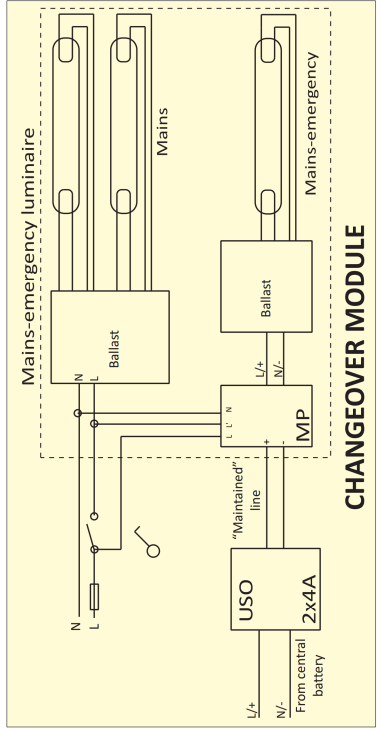 Mains-emergency luminaire
N
L
N
L
Ballast
Mains
L
L'
N
MP
+
-
L/+
N/-
Ballast
Mains-emergency
"Maintained"
line
USO
2x4A
L/+
N/-
From central
battery
CHANGEOVER MODULE